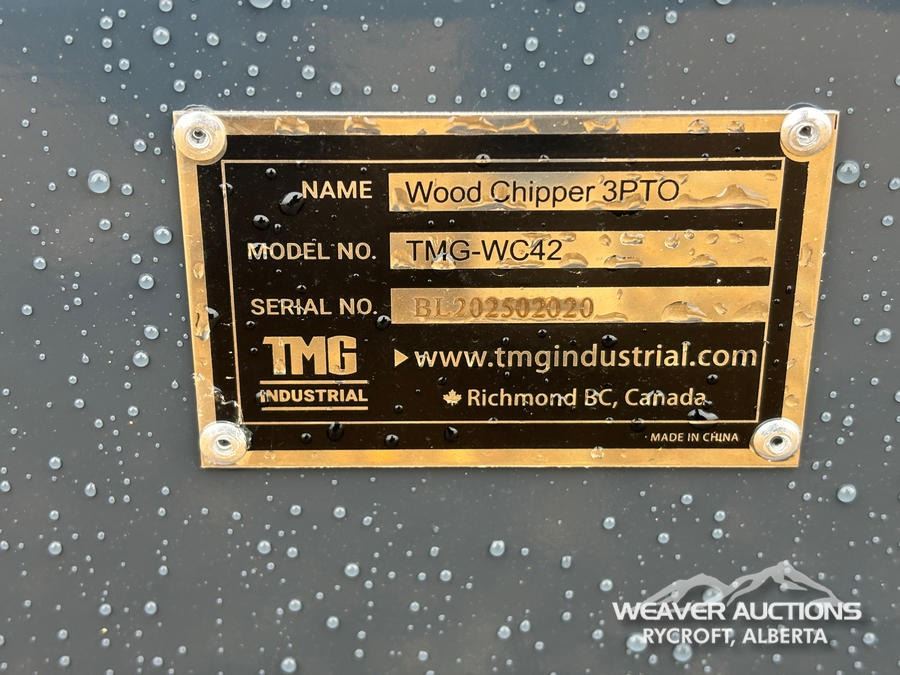 NAME Wood Chipper 3PTO
MODEL NO. TMG-WC42
SERIAL NO. BL202502020
TMG
INDUSTRIAL
www.tmgindustrial.com
Richmond BC, Canada
MADE IN CHINA
WEAVER AUCTIONS
RYCROFT, ALBERTA